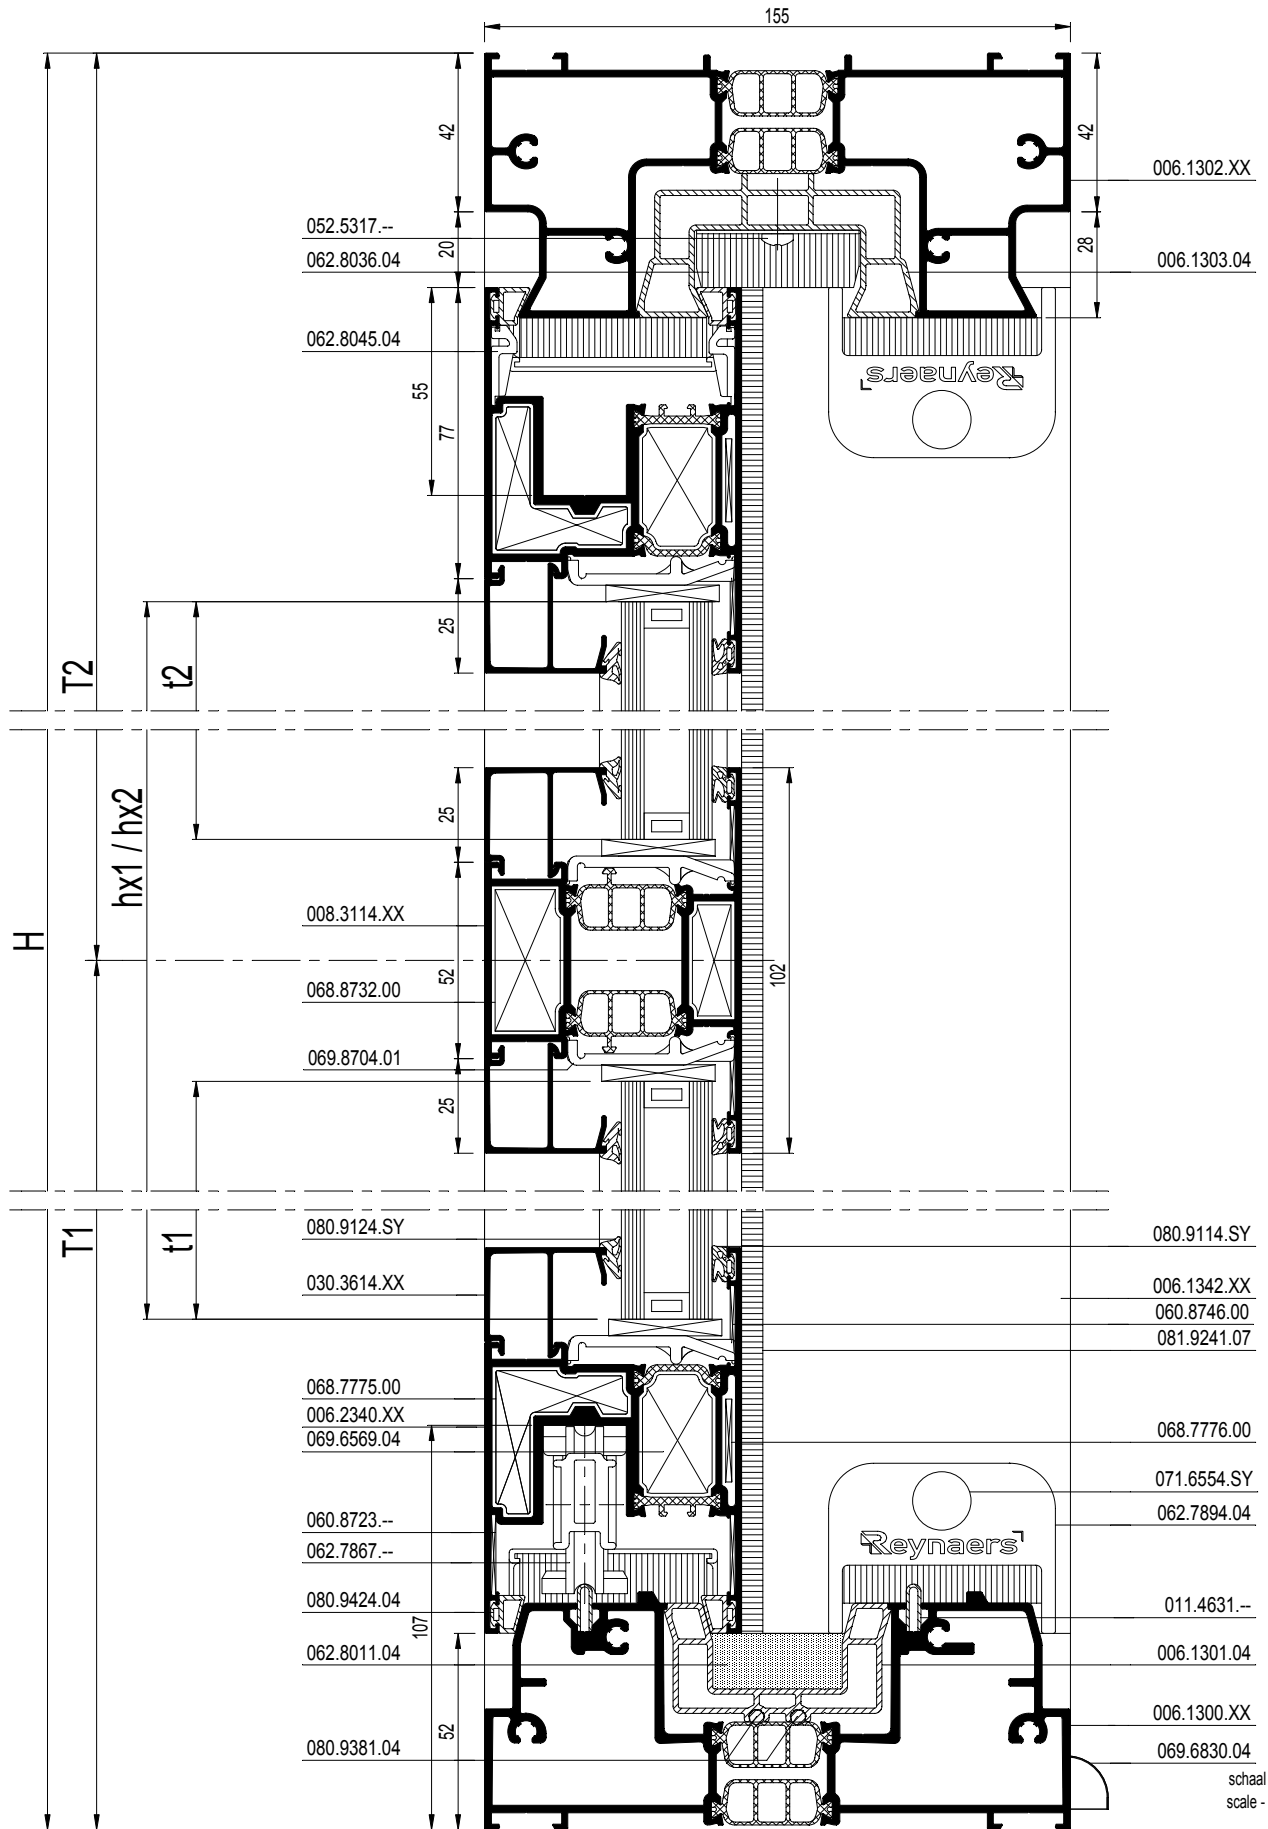 155
42
42
006.1302.XX
052.5317.--
20
28
062.8036.04
006.1303.04
062.8045.04
Reynaers
55
77
25
T2
t2
hx1 / hx2
25
008.3114.XX
H
52
102
068.8732.00
069.8704.01
25
T1
t1
080.9124.SY
080.9114.SY
030.3614.XX
006.1342.XX
060.8746.00
081.9241.07
068.7775.00
006.2340.XX
069.6569.04
068.7776.00
071.6554.SY
060.8723.--
062.7894.04
Reynaers
062.7867.--
080.9424.04
011.4631.--
107
062.8011.04
006.1301.04
52
006.1300.XX
080.9381.04
069.6830.04
schaal
scale -